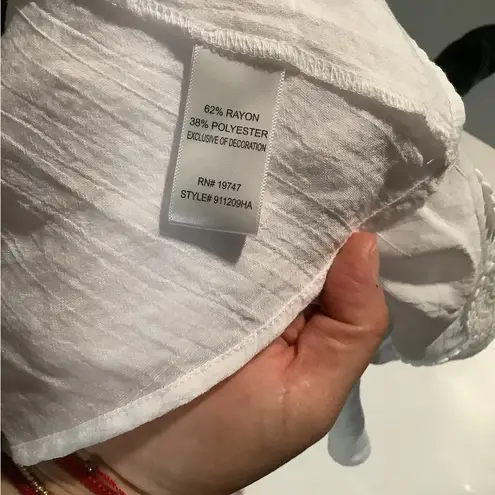 62% RAYON
38% POLYESTER
EXCLUSIVE OF DECORATION
RN# 19747
STYLE# 911209HA